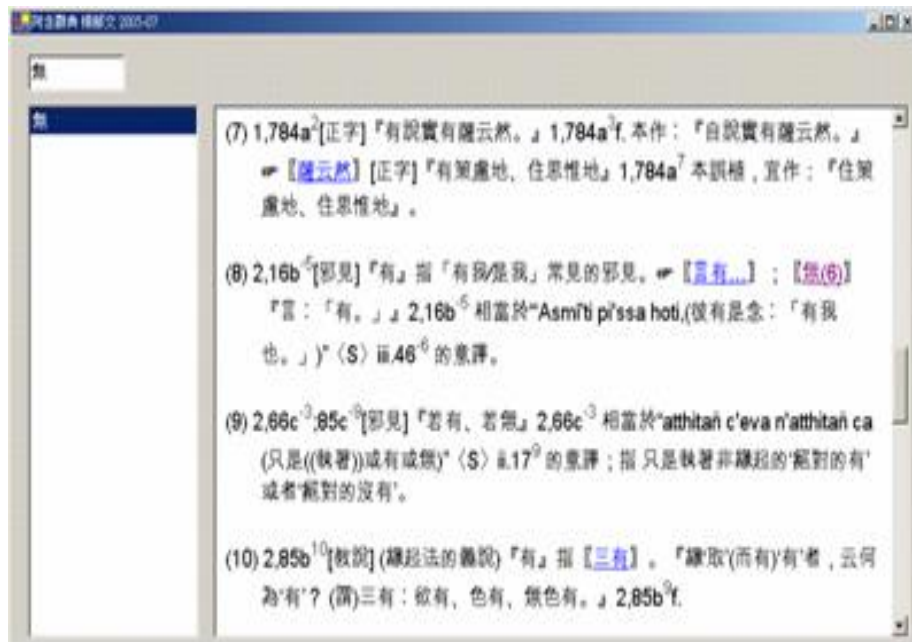 阿含辭典 楊郁文 2005-07
無
無
(7) 1,784a²[正字]『有說實有薩云然。』1,784a³f. 本作：『自說實有薩云然。』
☞〖薩云然〗[正字]『有策慮地、住思惟地』1,784a⁷ 本誤植，宜作：『住策
慮地、住思惟地』。
(8) 2,16b⁻⁵[邪見]『有』指「有我/是我」常見的邪見。☞〖言有...〗；〖無(6)〗
『言：「有。」』2,16b⁻⁵ 相當於“Asmī'ti pi'ssa hoti,(彼有是念：「有我
也。」)”〈S〉iii.46⁻⁶ 的意譯。
(9) 2,66c⁻³;85c⁻⁹[邪見]『若有、若無』2,66c⁻³ 相當於“atthitañ c'eva n'atthitañ ca
(只是((執著))或有或無)”〈S〉ii.17⁹ 的意譯；指 只是執著非緣起的‘絕對的有’
或者‘絕對的沒有’。
(10) 2,85b¹⁰[教說] (緣起法的義說)『有』指〖三有〗。『緣‘取’(而有)‘有’者，云何
為‘有’？(謂)三有：欲有、色有、無色有。』2,85b⁹f.